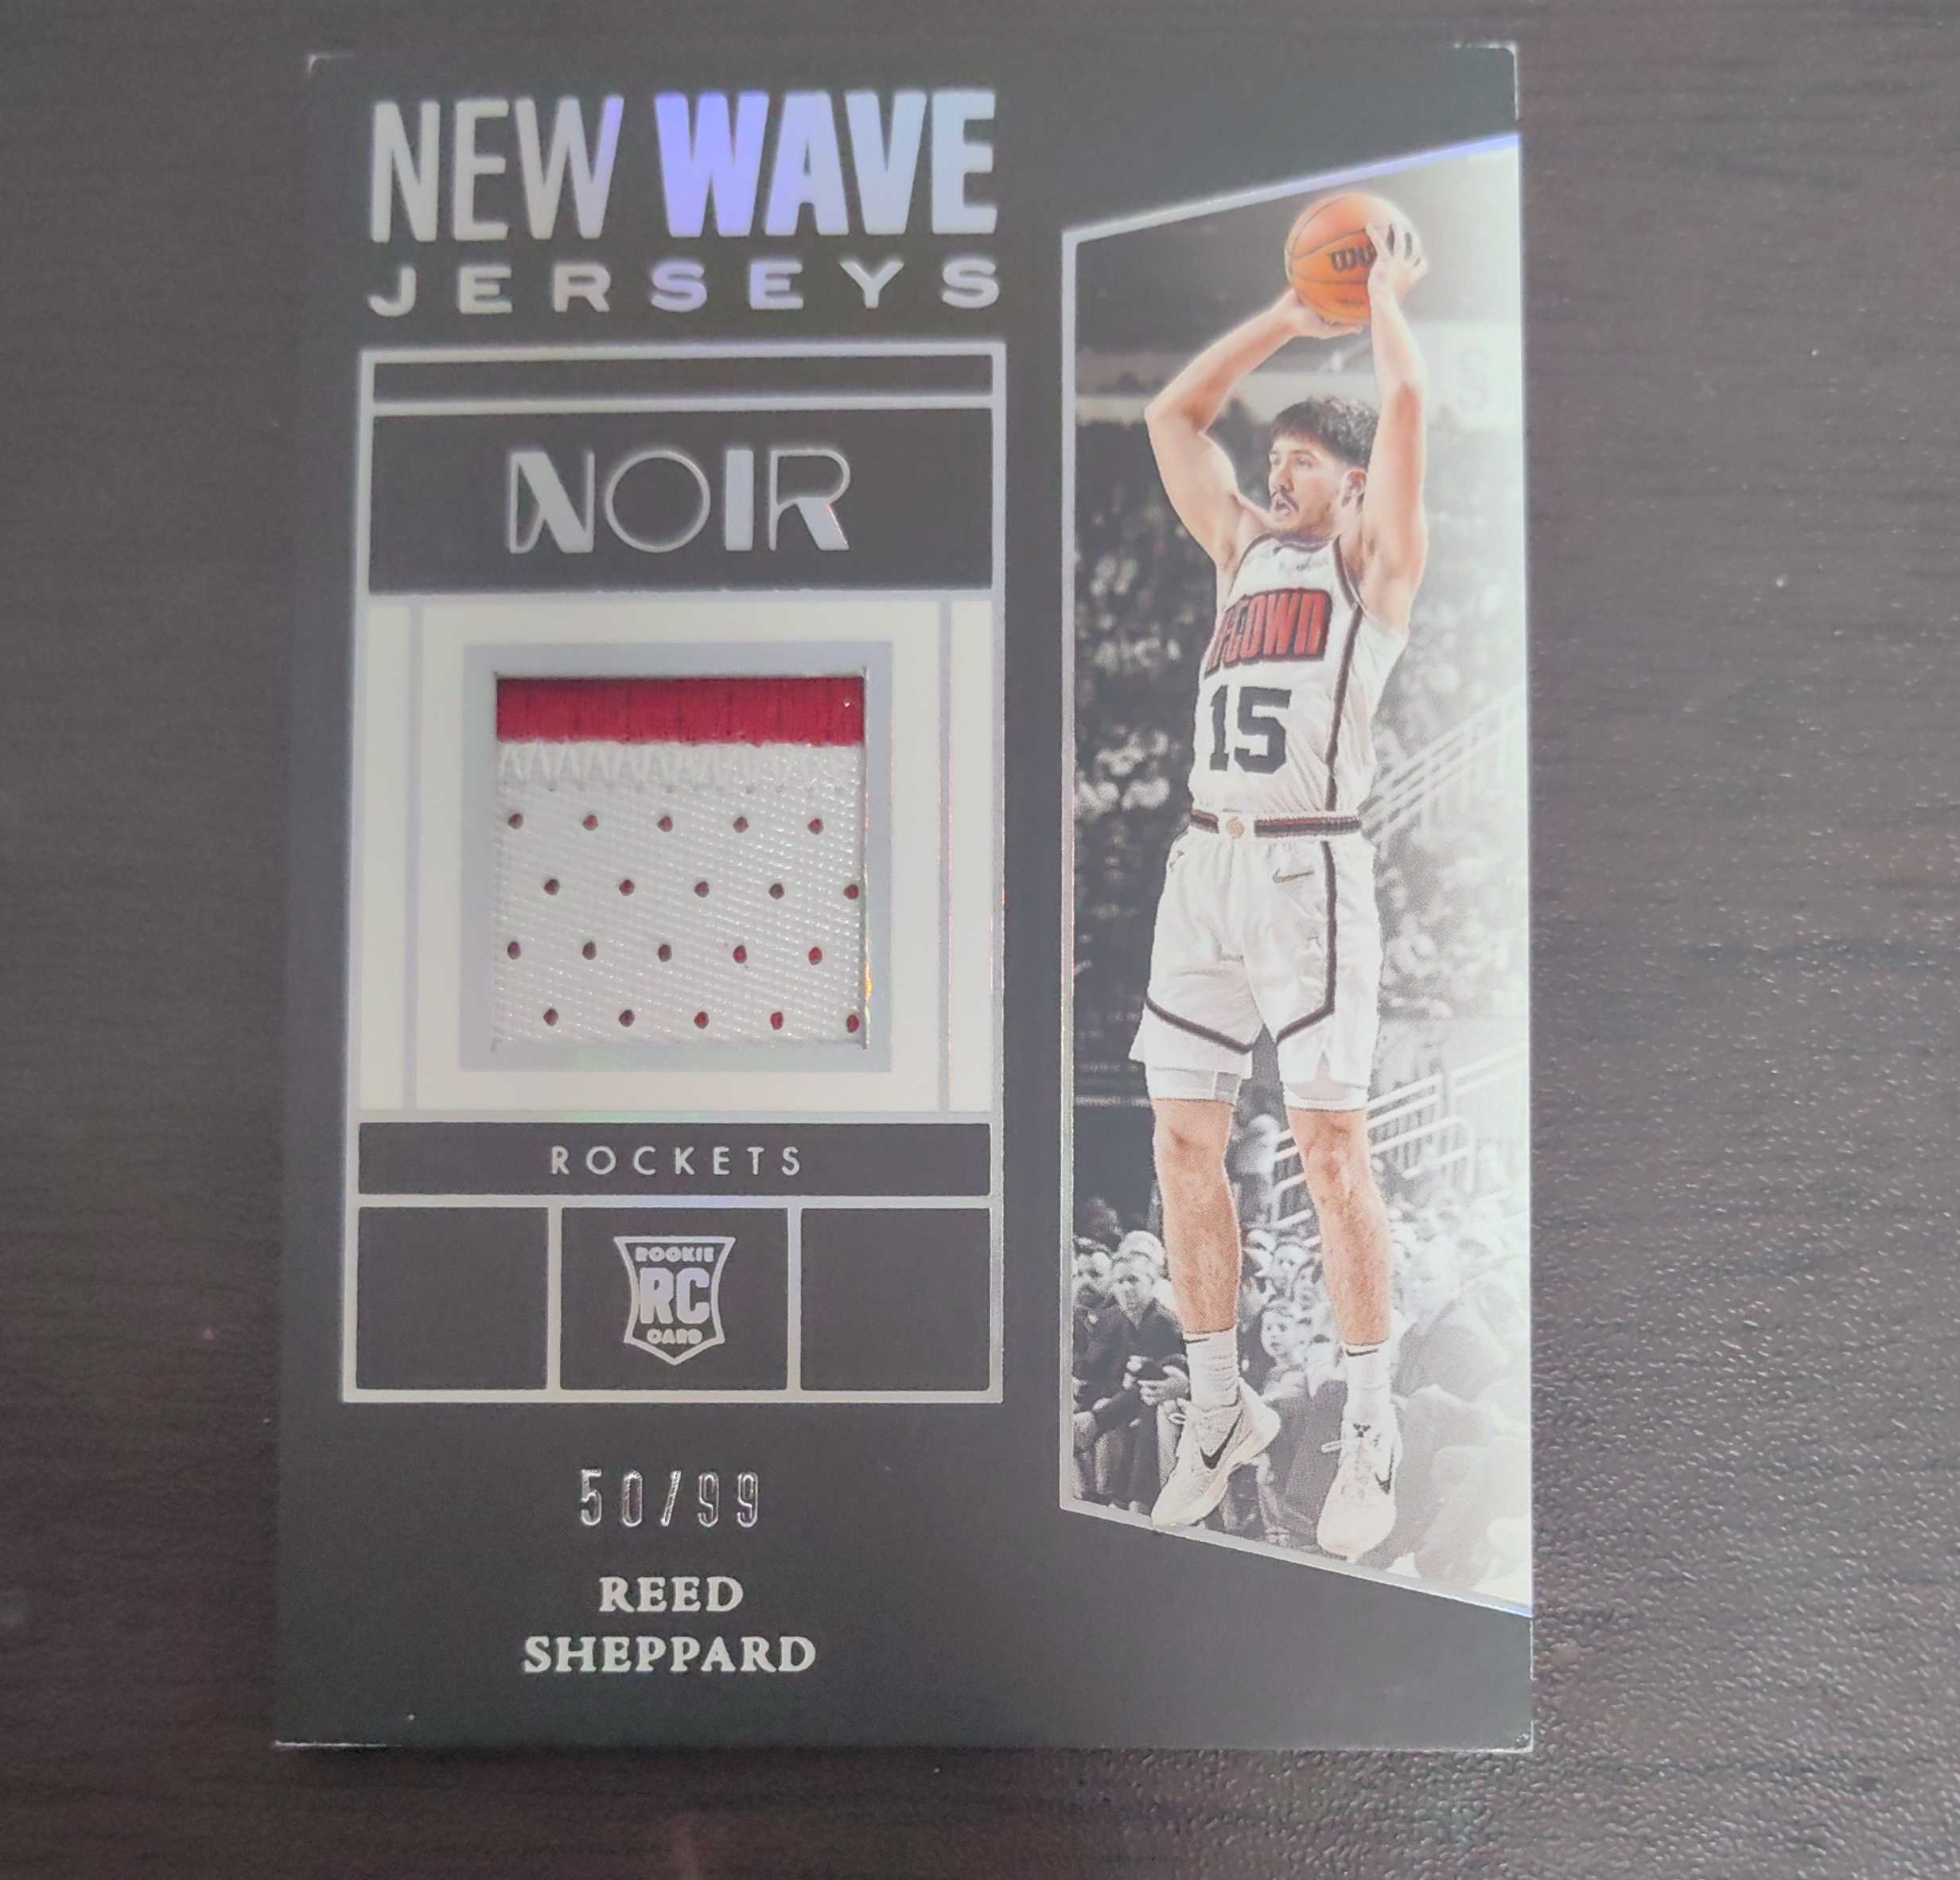 NEW WAVE
JERSEYS
NOIR
ROCKETS
ROOKIE
RC
CARD
50/99
REED
SHEPPARD
15